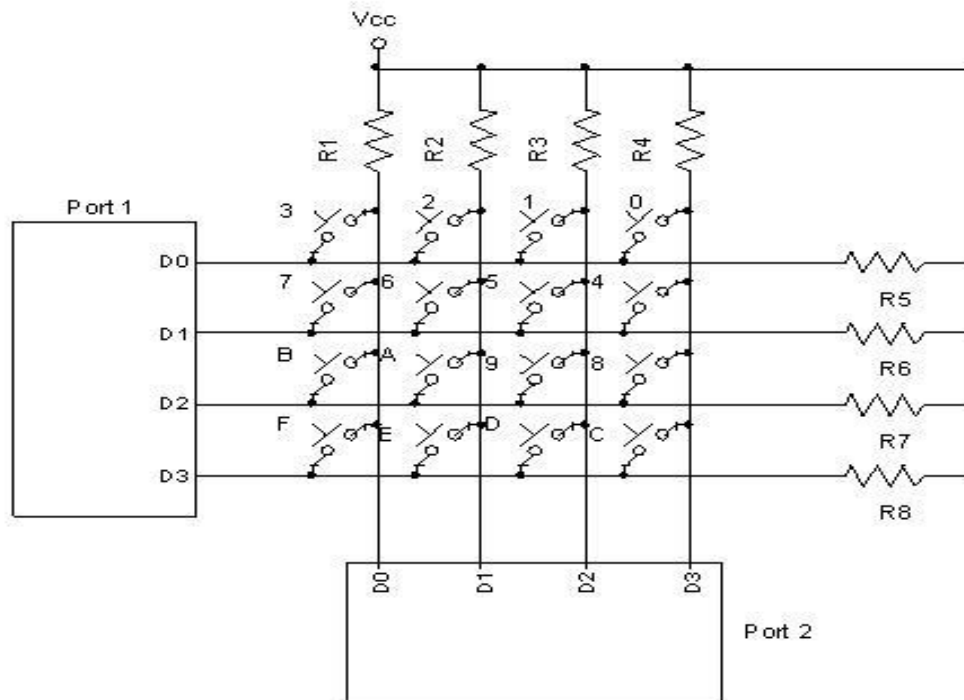 Vcc
R1 R2 R3 R4
3 2 1 0
Port 1
D0
R5
7 6 5 4
D1
R6
B A 9 8
D2
R7
F E D C
D3
R8
D0 D1 D2 D3
Port 2